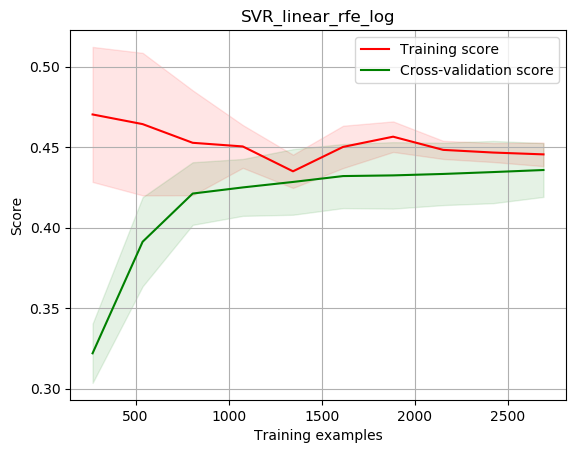 SVR_linear_rfe_log
Training score
Cross-validation score
0.50
0.45
0.40
0.35
0.30
Score
500
1000
1500
2000
2500
Training examples